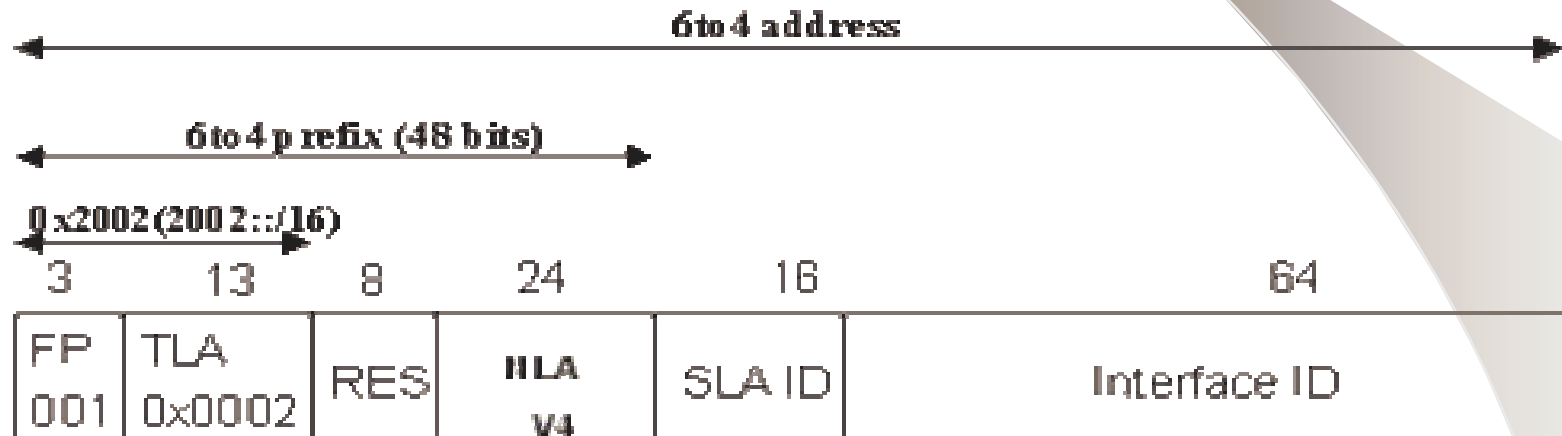 6to4 address
6to4 prefix (48 bits)
0x2002(2002::/16)
3 13 8 24 16 64
FP TLA RES NLA SLA ID Interface ID
001 0x0002 V4